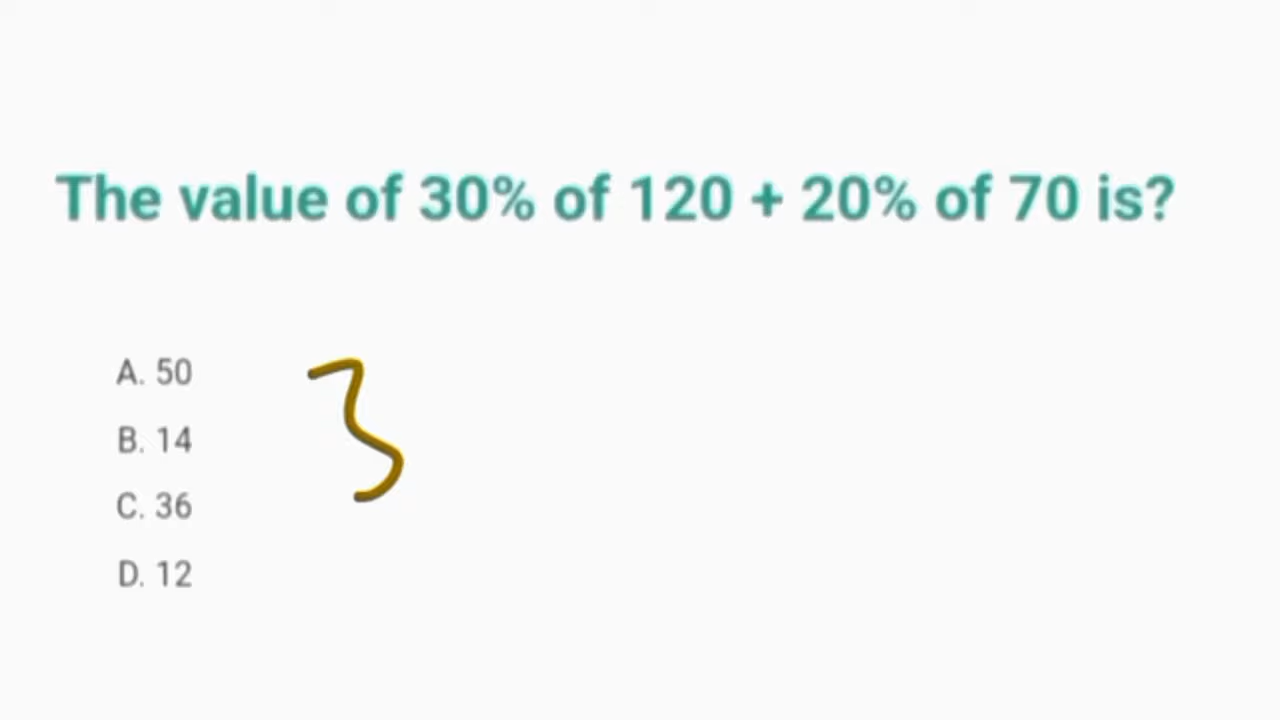 The value of 30% of 120 + 20% of 70 is?
A. 50
3
B. 14
C. 36
D. 12